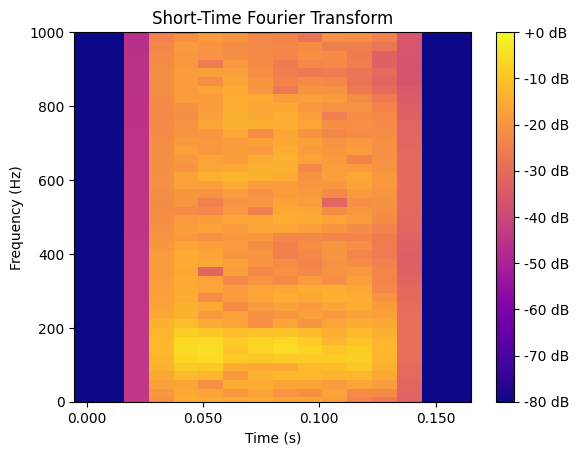 Short-Time Fourier Transform
1000
800
600
400
200
0
Frequency (Hz)
0.000
0.050
0.100
0.150
Time (s)
+0 dB
-10 dB
-20 dB
-30 dB
-40 dB
-50 dB
-60 dB
-70 dB
-80 dB